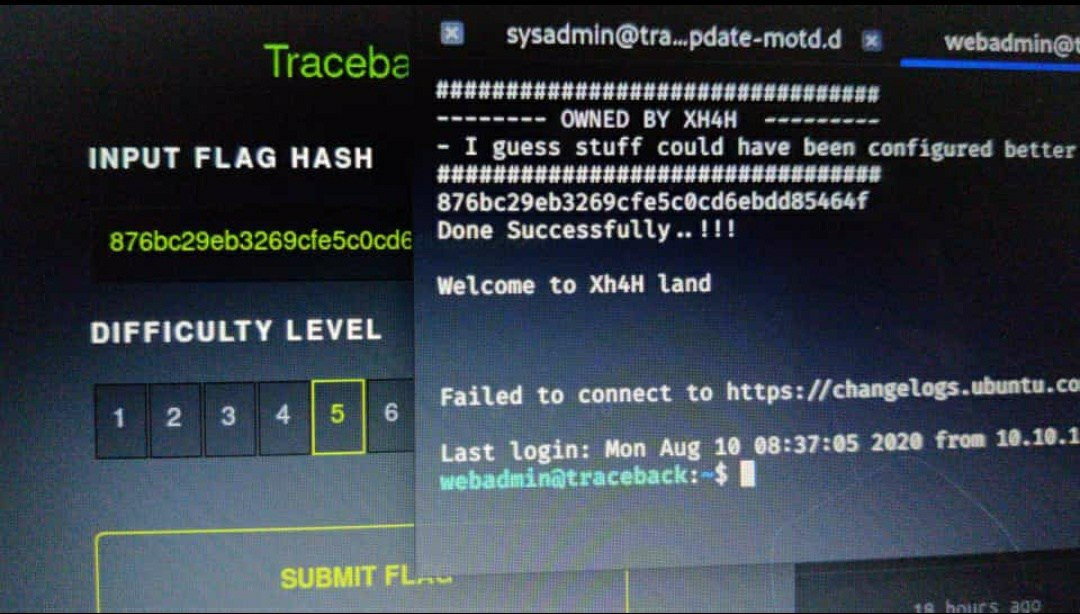 Traceba
INPUT FLAG HASH
876bc29eb3269cfe5c0cd6
DIFFICULTY LEVEL
1 2 3 4 5 6
SUBMIT FLAG
sysadmin@tra...pdate-motd.d
webadmin@t
#################################
-------- OWNED BY XH4H ---------
- I guess stuff could have been configured better
#################################
876bc29eb3269cfe5c0cd6ebdd85464f
Done Successfully..!!!
Welcome to Xh4H land
Failed to connect to https://changelogs.ubuntu.co
Last login: Mon Aug 10 08:37:05 2020 from 10.10.1
webadmin@traceback:~$
18 hours ago